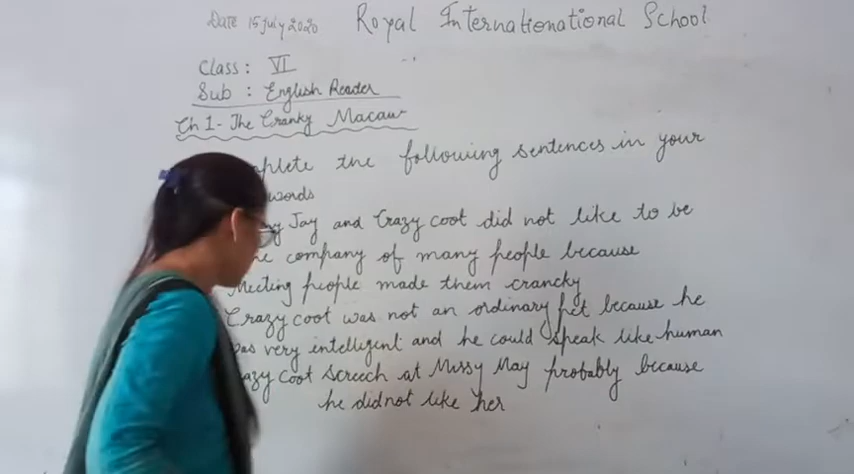 Date 15 July 2020 Royal Internationational School
Class: VI
Sub : English Reader
Ch 1- The Cranky Macaw
plete the following sentences in your
words
y Jay and Crazy coot did not like to be
e company of many people because
Meeting people made them crancky
Crazy coot was not an ordinary pet because he
as very intelligent and he could speak like human
azy coot screech at Missy May probably because
he didnot like her